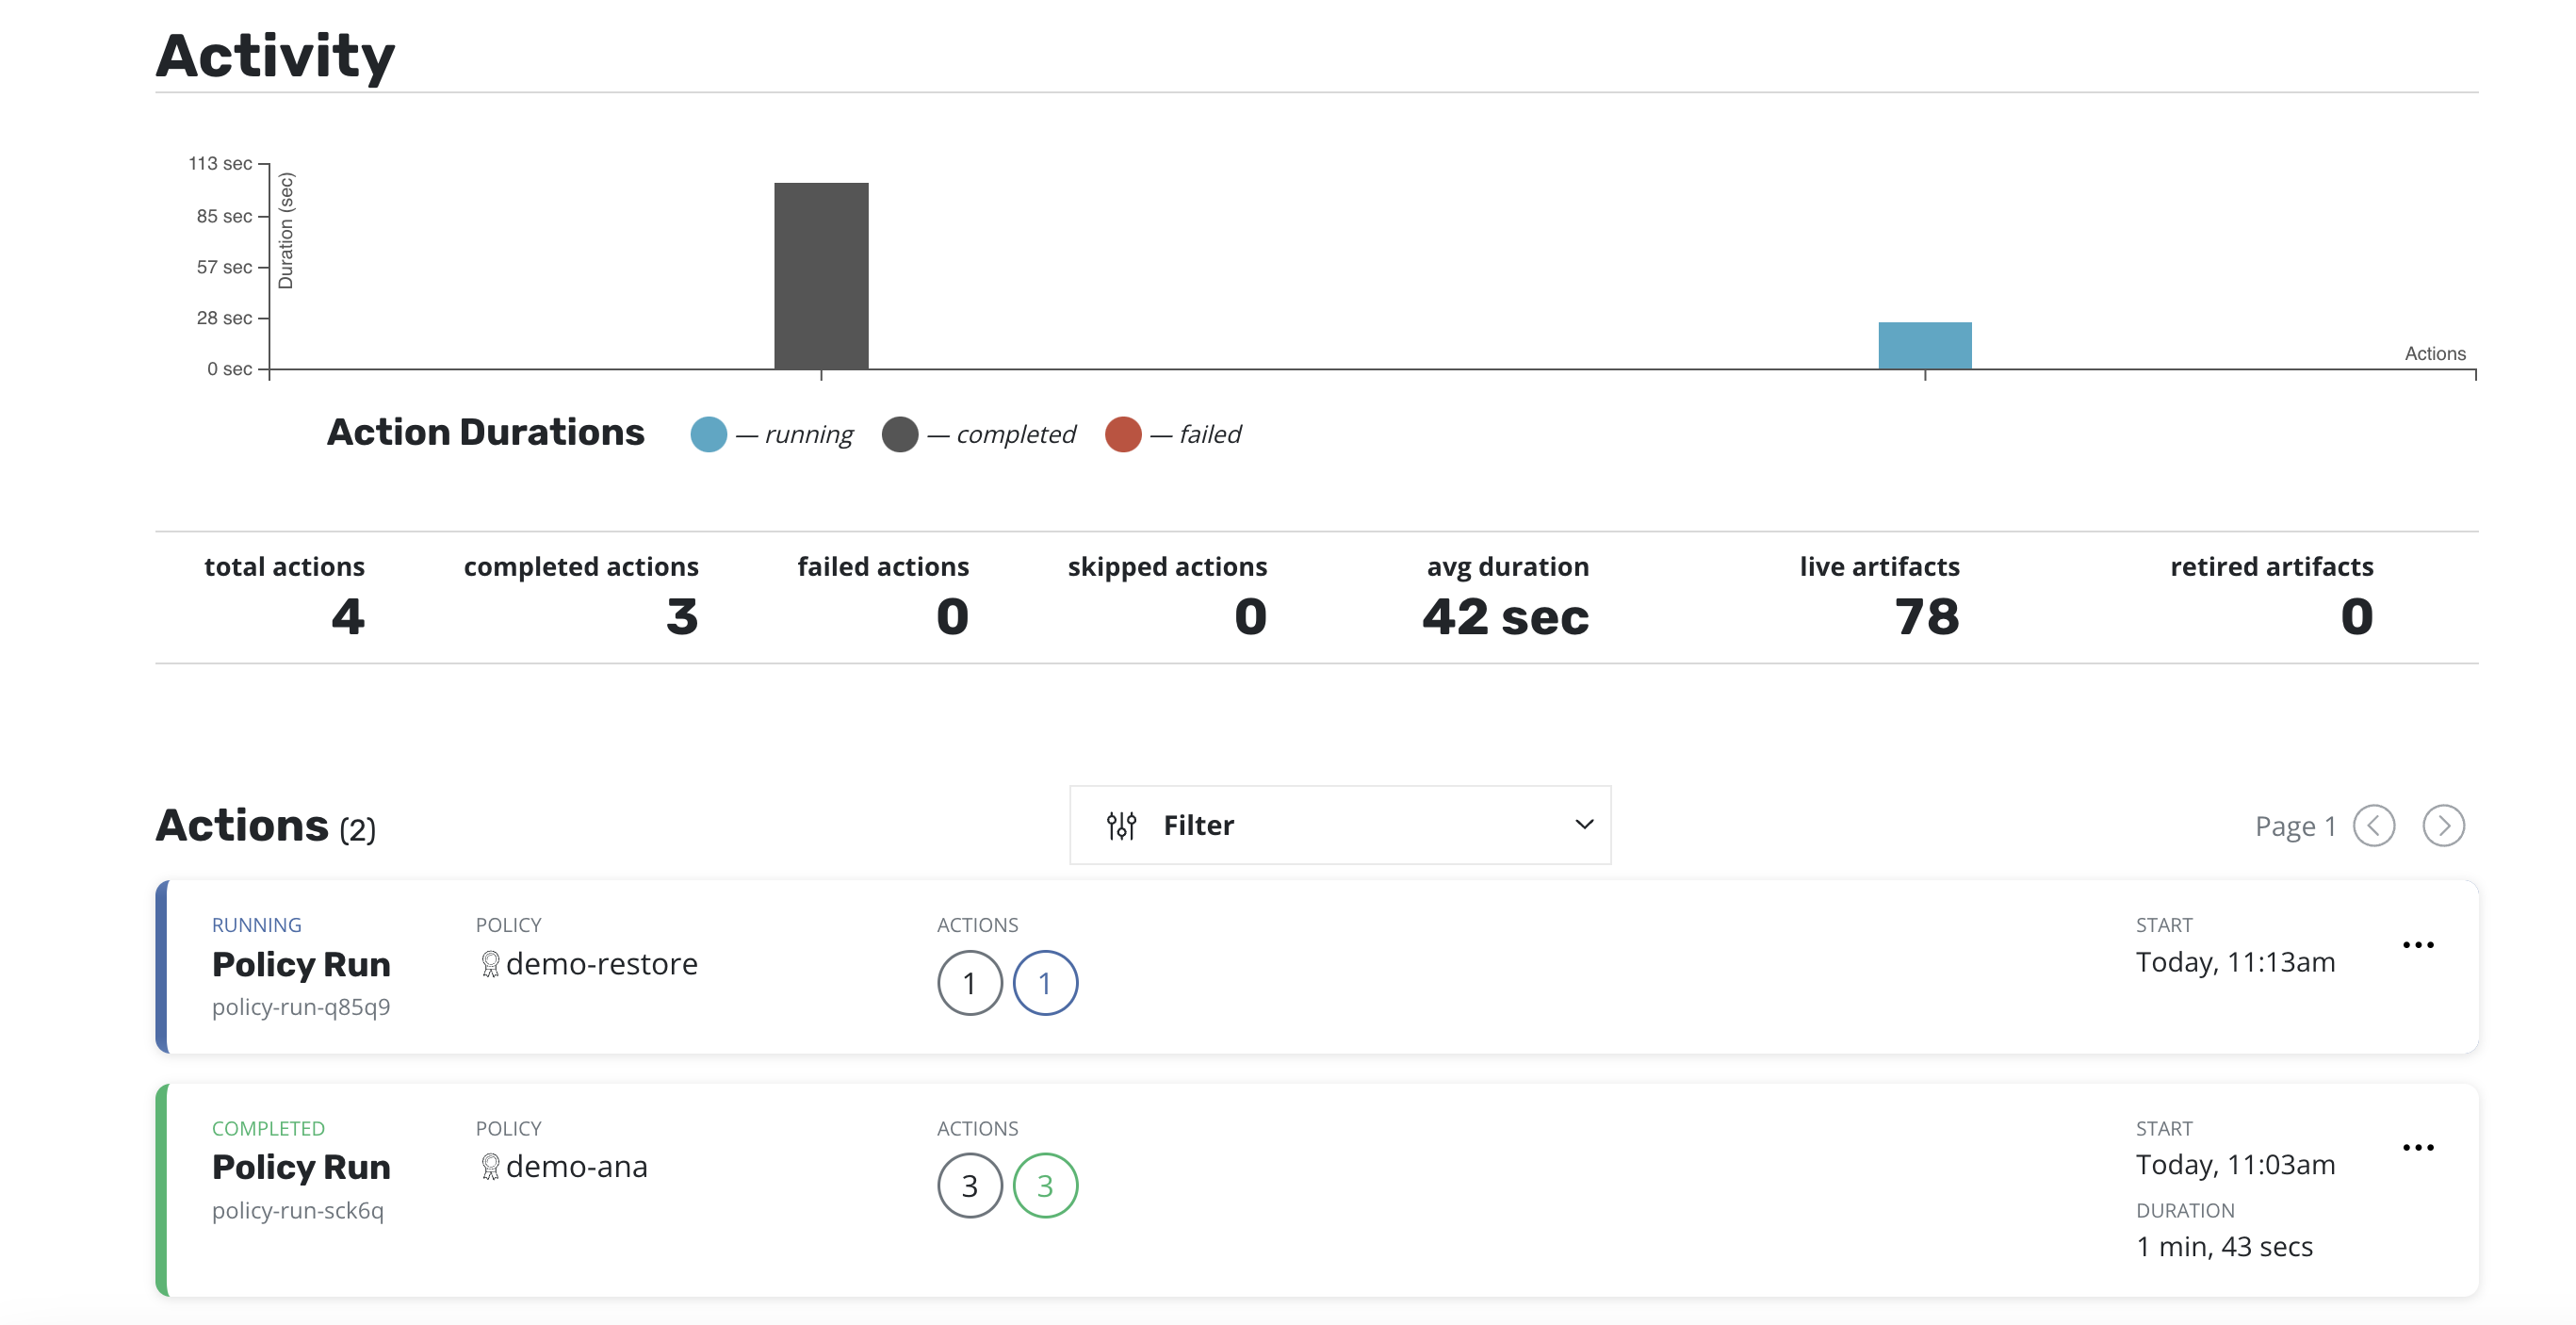 Activity
113 sec
85 sec
57 sec
28 sec
0 sec
Duration (sec)
Actions
Action Durations — running — completed — failed
total actions completed actions failed actions skipped actions avg duration live artifacts retired artifacts
4 3 0 0 42 sec 78 0
Actions (2) Filter Page 1
RUNNING POLICY ACTIONS START
Policy Run demo-restore 1 1 Today, 11:13am
policy-run-q85q9
COMPLETED POLICY ACTIONS START
Policy Run demo-ana 3 3 Today, 11:03am
policy-run-sck6q DURATION
1 min, 43 secs